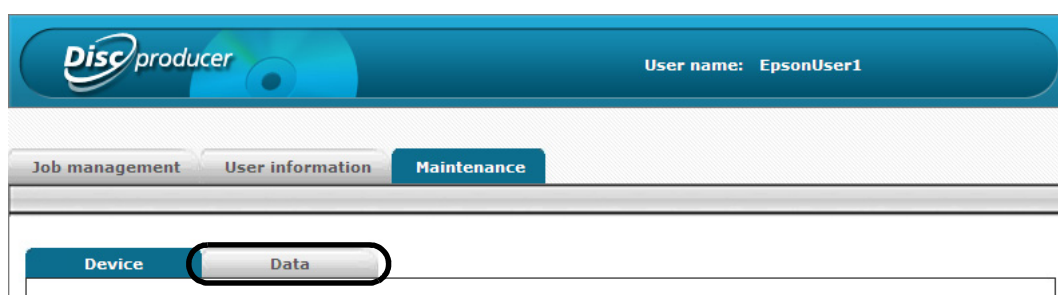 Disc producer
User name: EpsonUser1
Job management User information Maintenance
Device Data